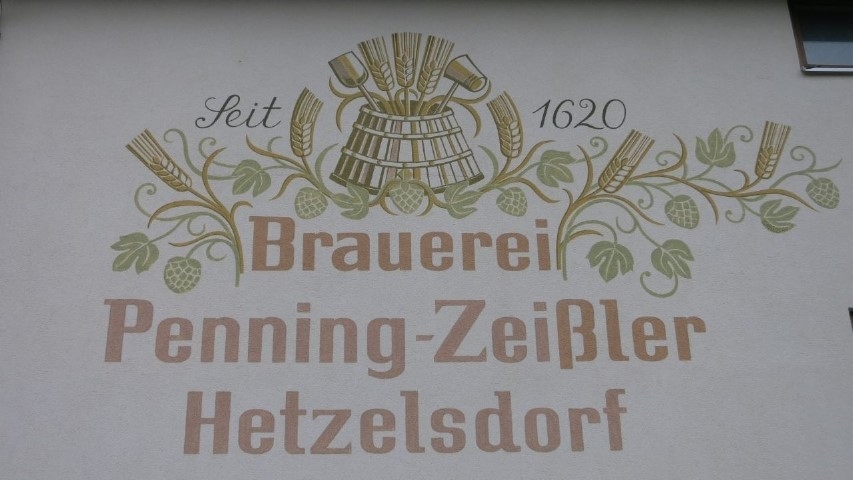 Seit 1620
Brauerei
Penning-Zeißler
Hetzelsdorf